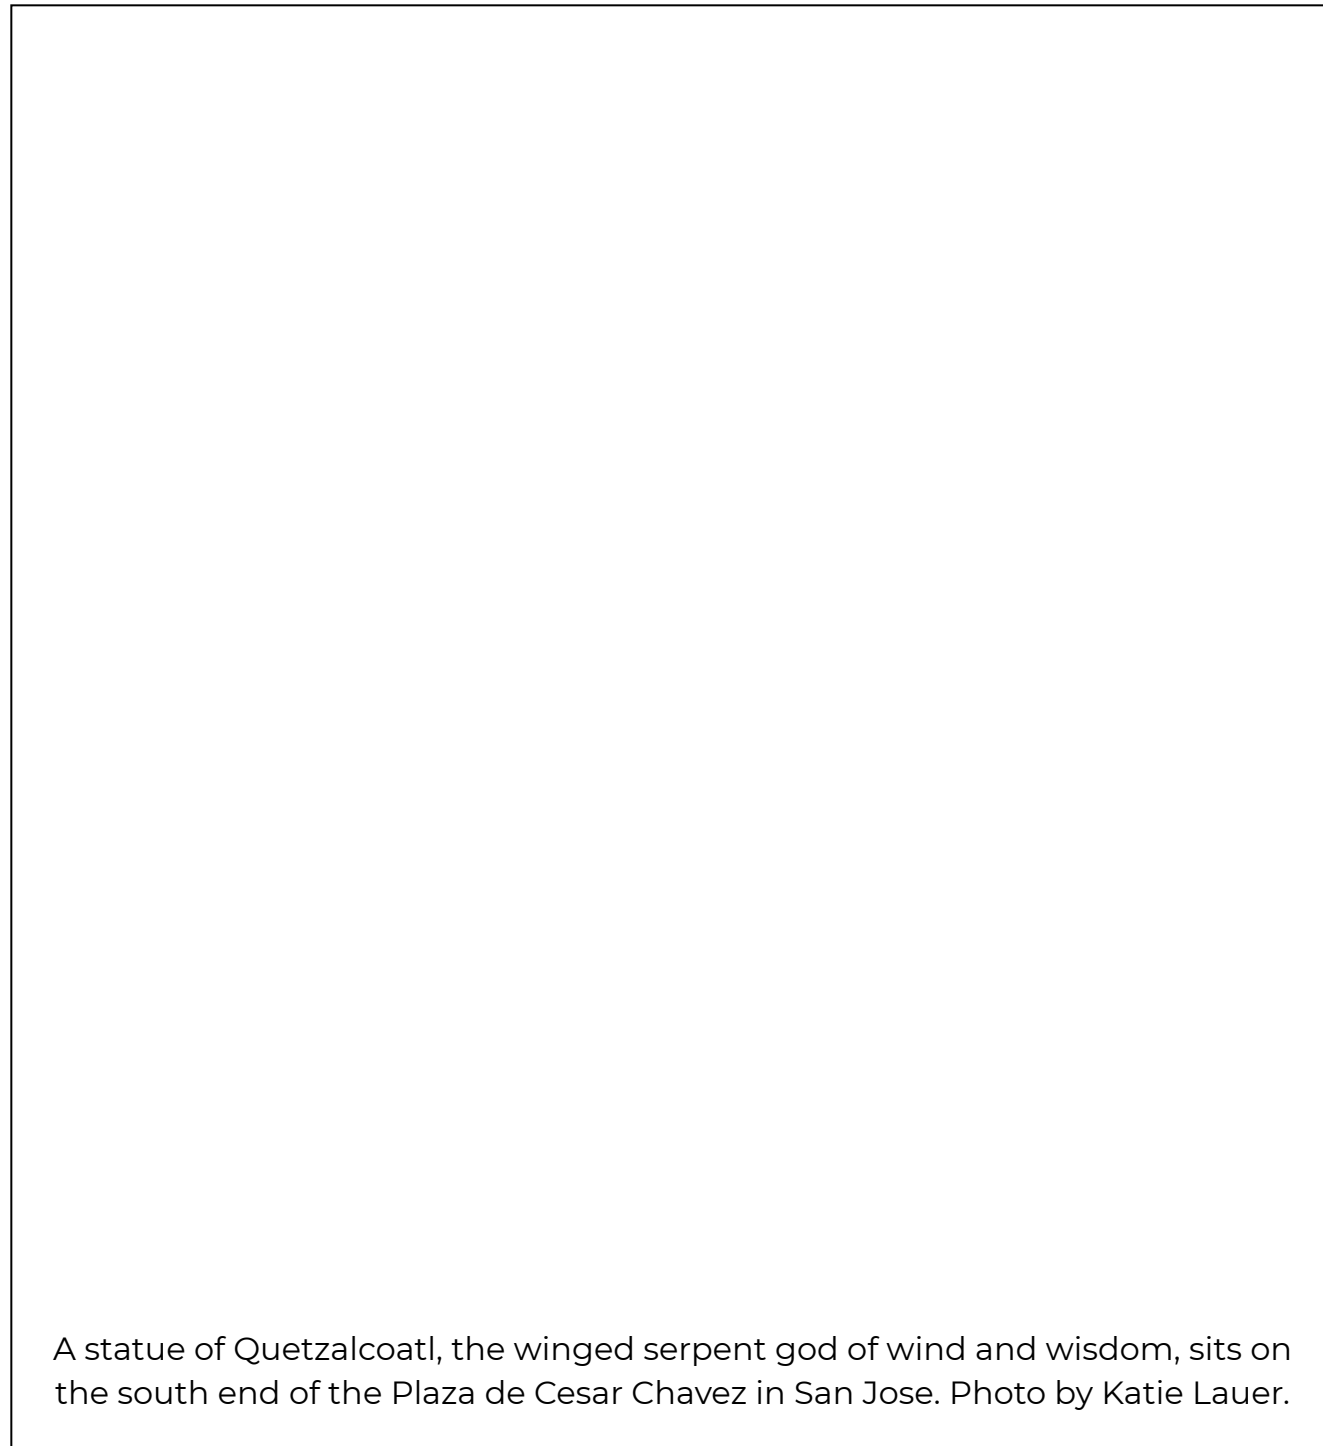 A statue of Quetzalcoatl, the winged serpent god of wind and wisdom, sits on
the south end of the Plaza de Cesar Chavez in San Jose. Photo by Katie Lauer.